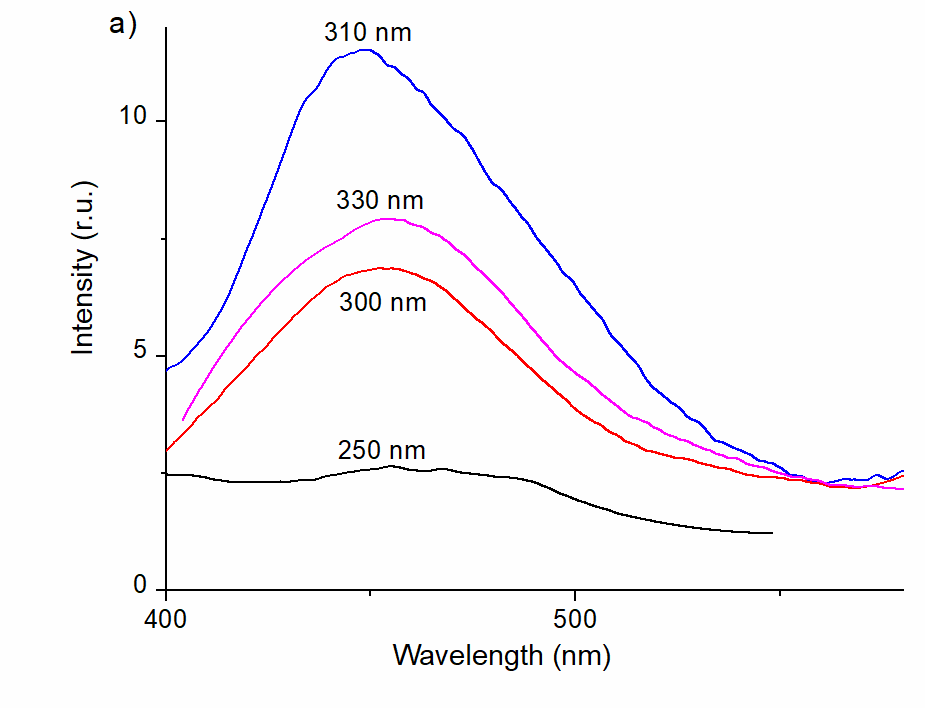 a)
310 nm
10
330 nm
Intensity (r.u.)
300 nm
5
250 nm
0
400
500
Wavelength (nm)